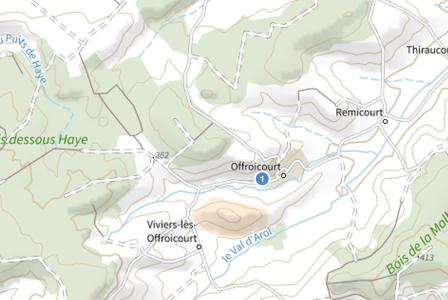 u Puits de Haye
Thiraucou
Remicourt
s dessous Haye
362
Offroicourt
1
Viviers-lès-
Offroicourt
le Val d'Arol
Bois de la Mall
413